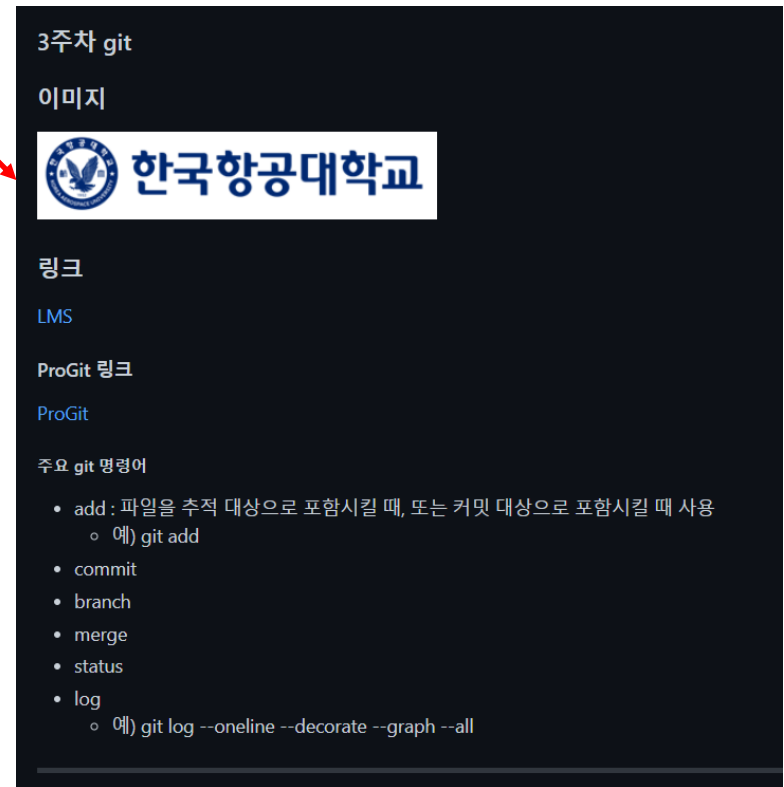 3주차 git
이미지
한국항공대학교
링크
LMS
ProGit 링크
ProGit
주요 git 명령어
• add : 파일을 추적 대상으로 포함시킬 때, 또는 커밋 대상으로 포함시킬 때 사용
◦ 예) git add
• commit
• branch
• merge
• status
• log
◦ 예) git log --oneline --decorate --graph --all